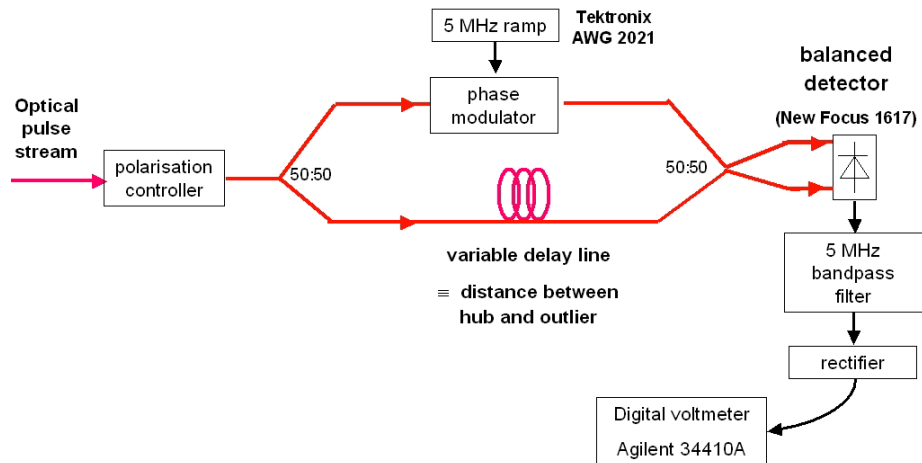 5 MHz ramp
Tektronix
AWG 2021
Optical
pulse
stream
polarisation
controller
50:50
phase
modulator
50:50
balanced
detector
(New Focus 1617)
variable delay line
≡ distance between
hub and outlier
5 MHz
bandpass
filter
rectifier
Digital voltmeter
Agilent 34410A